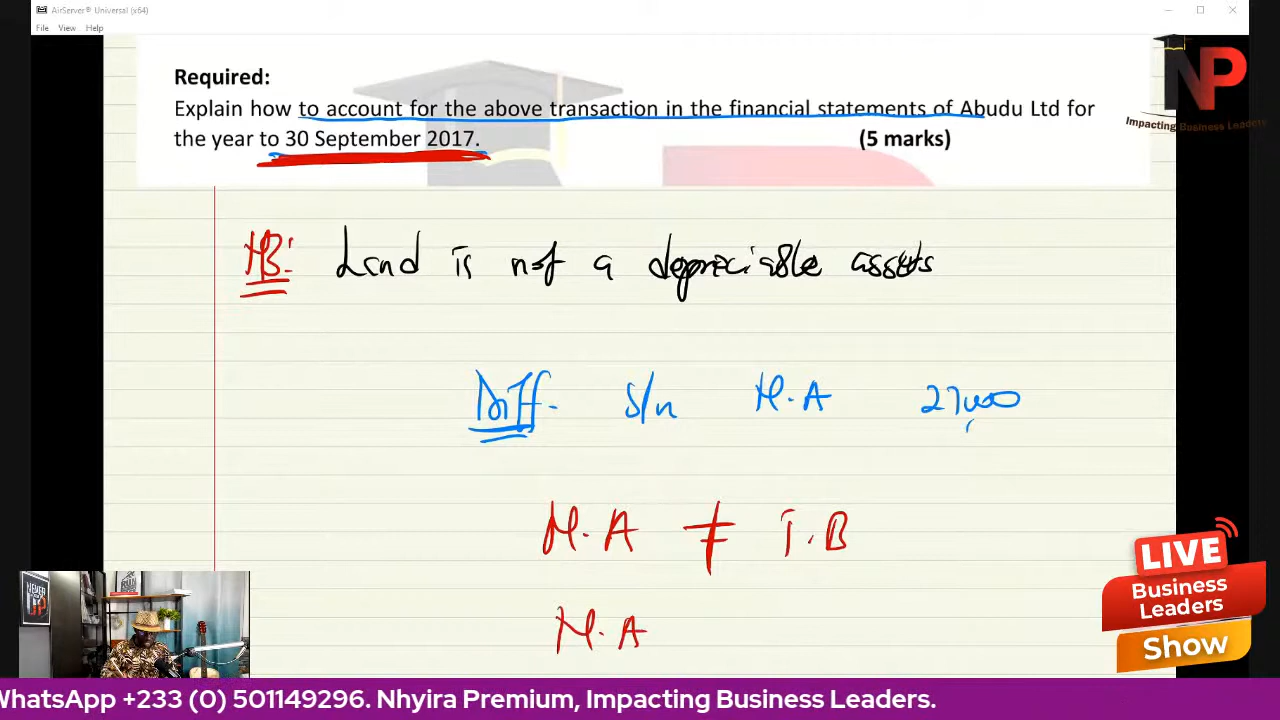 AirServer® Universal (x64)
File View Help
Required:
Explain how to account for the above transaction in the financial statements of Abudu Ltd for
the year to 30 September 2017. (5 marks)
NP
Impacting Business Leaders
NB:
Land is not a depreciable assets
Diff. S/n N.A
N.A ≠ T.B
N.A
LIVE
Business
Leaders
Show
WhatsApp +233 (0) 501149296. Nhyira Premium, Impacting Business Leaders.